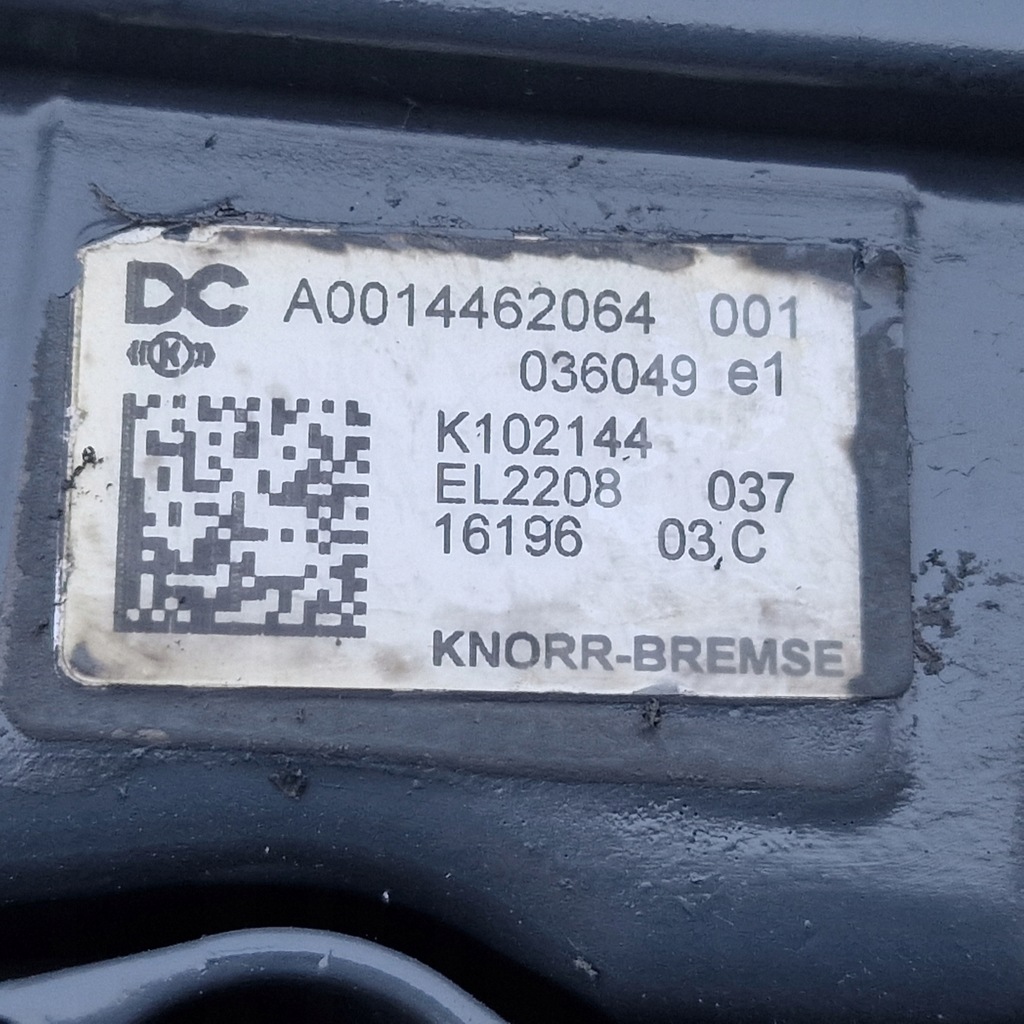 DC A0014462064 001
K
036049 e1
K102144
EL2208 037
16196 03 C
KNORR-BREMSE